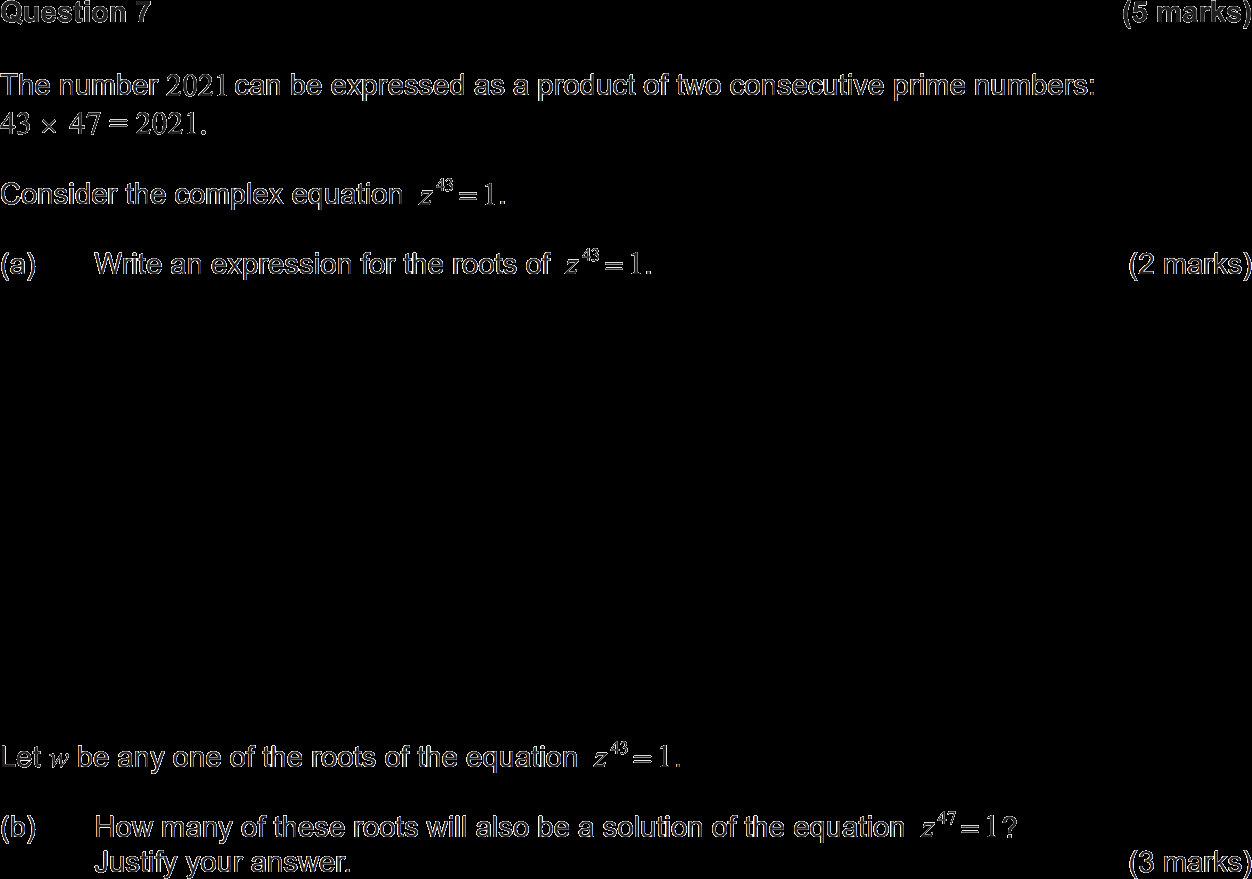 Question 7 (5 marks)
The number 2021 can be expressed as a product of two consecutive prime numbers:
43 × 47 = 2021.
Consider the complex equation z^43 = 1.
(a) Write an expression for the roots of z^43 = 1. (2 marks)
Let w be any one of the roots of the equation z^43 = 1.
(b) How many of these roots will also be a solution of the equation z^47 = 1?
Justify your answer. (3 marks)